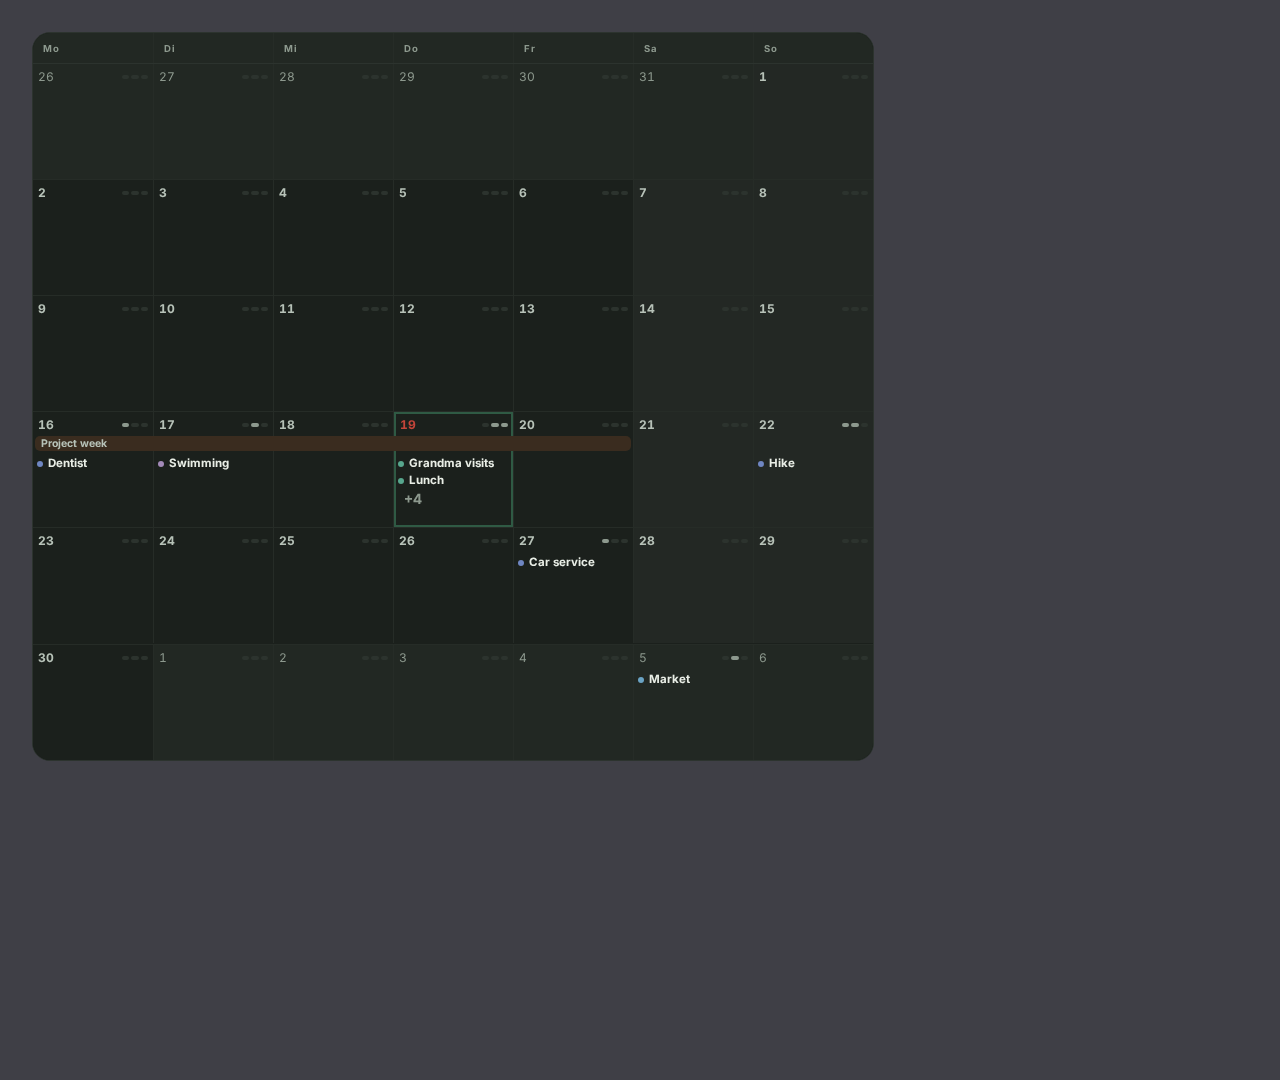 Mo Di Mi Do Fr Sa So
26 27 28 29 30 31 1
2 3 4 5 6 7 8
9 10 11 12 13 14 15
16 17 18 19 20 21 22
Project week
Dentist Swimming Grandma visits Hike
Lunch
+4
23 24 25 26 27 28 29
Car service
30 1 2 3 4 5 6
Market